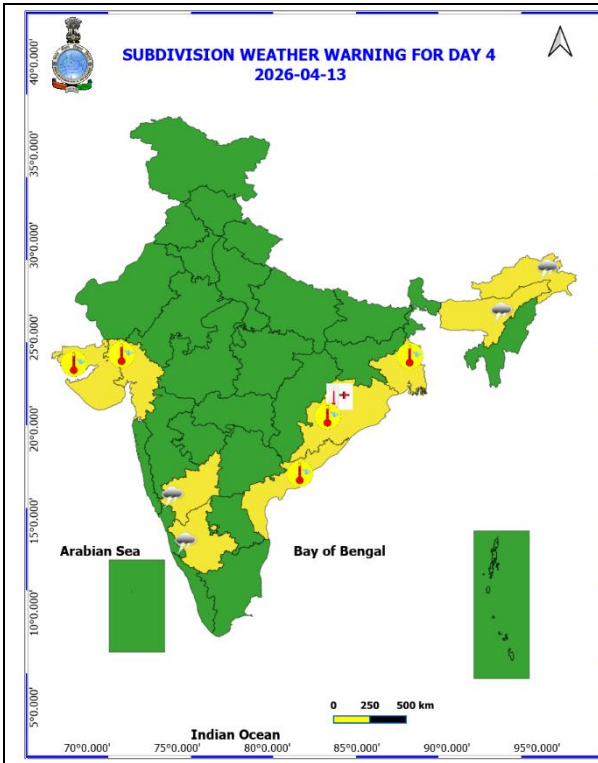 SUBDIVISION WEATHER WARNING FOR DAY 4
2026-04-13
40°0.000'
35°0.000'
30°0.000'
25°0.000'
20°0.000'
15°0.000'
10°0.000'
5°0.000'
Arabian Sea
Bay of Bengal
0 250 500 km
Indian Ocean
70°0.000' 75°0.000' 80°0.000' 85°0.000' 90°0.000' 95°0.000'